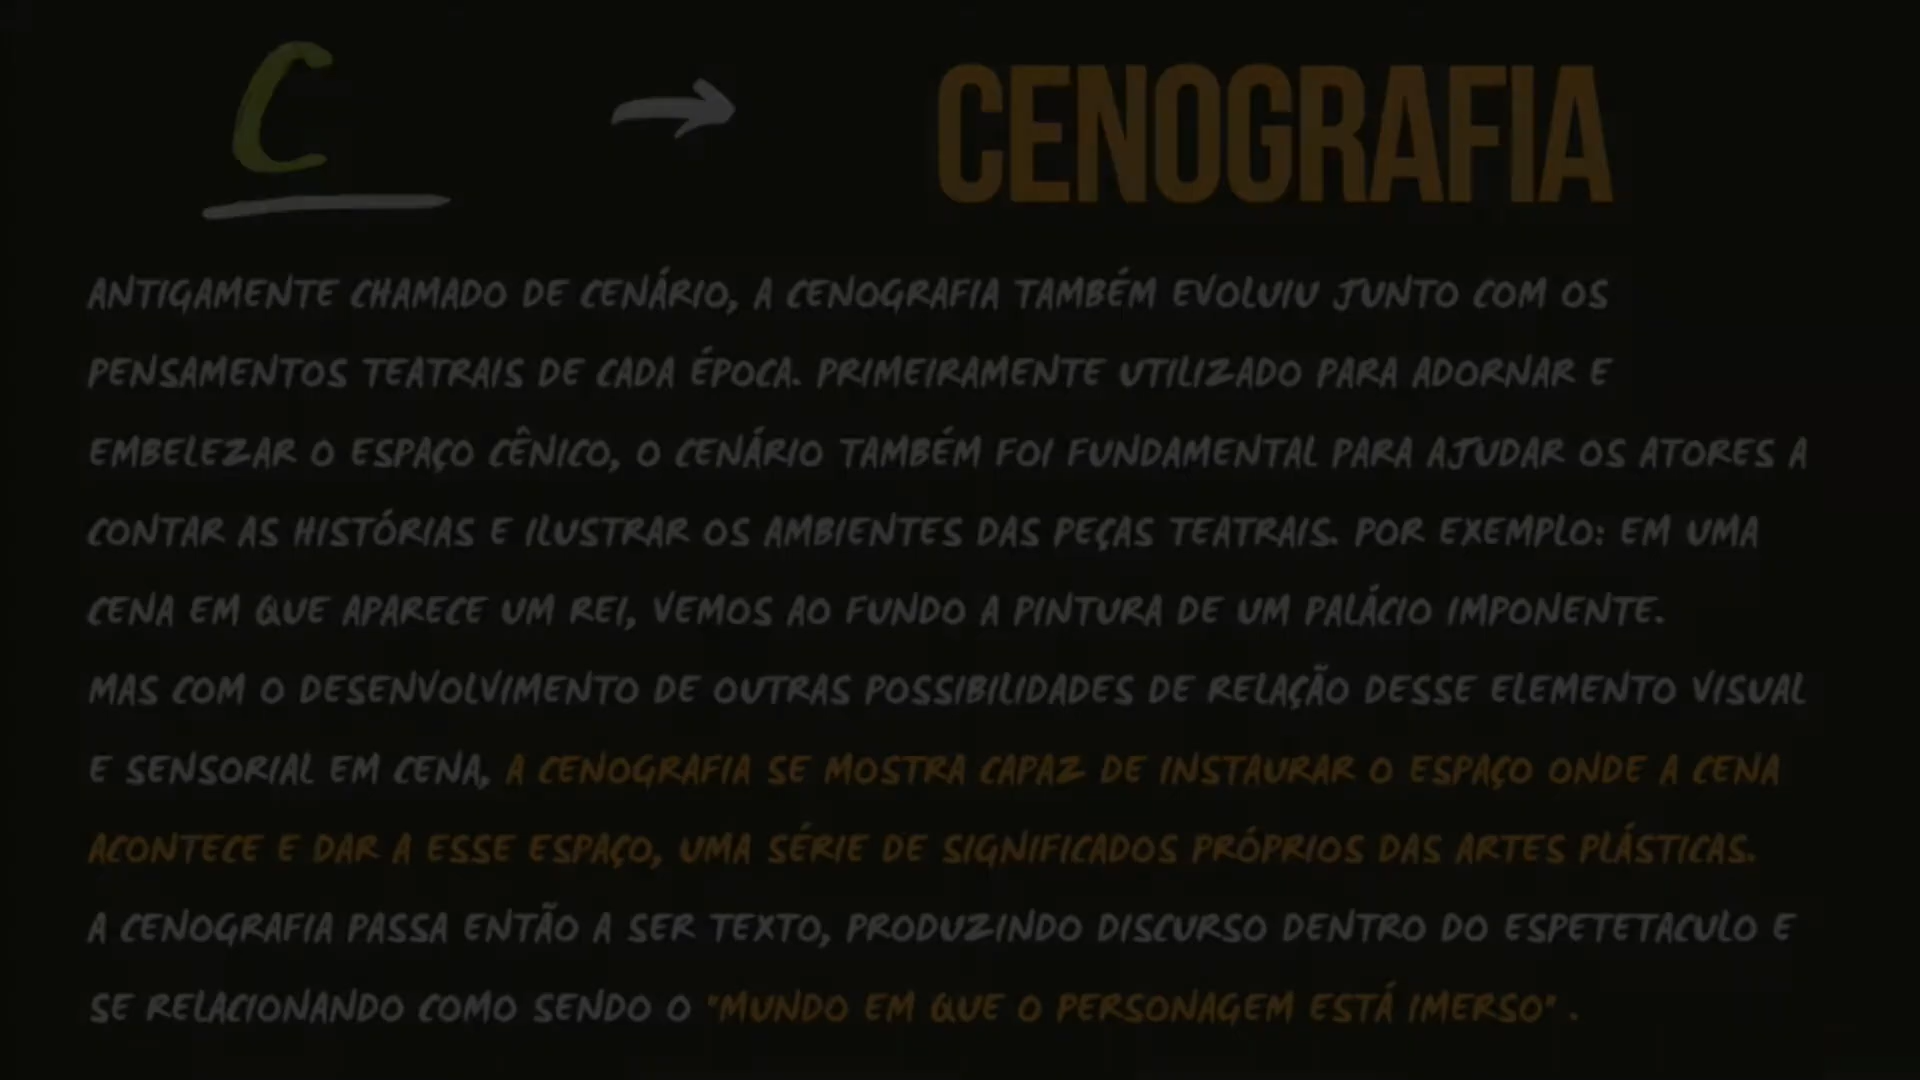 C → CENOGRAFIA
ANTIGAMENTE CHAMADO DE CENÁRIO, A CENOGRAFIA TAMBÉM EVOLUIU JUNTO COM OS
PENSAMENTOS TEATRAIS DE CADA ÉPOCA. PRIMEIRAMENTE UTILIZADO PARA ADORNAR E
EMBELEZAR O ESPAÇO CÊNICO, O CENÁRIO TAMBÉM FOI FUNDAMENTAL PARA AJUDAR OS ATORES A
CONTAR AS HISTÓRIAS E ILUSTRAR OS AMBIENTES DAS PEÇAS TEATRAIS. POR EXEMPLO: EM UMA
CENA EM QUE APARECE UM REI, VEMOS AO FUNDO A PINTURA DE UM PALÁCIO IMPONENTE.
MAS COM O DESENVOLVIMENTO DE OUTRAS POSSIBILIDADES DE RELAÇÃO DESSE ELEMENTO VISUAL
E SENSORIAL EM CENA, A CENOGRAFIA SE MOSTRA CAPAZ DE INSTAURAR O ESPAÇO ONDE A CENA
ACONTECE E DAR A ESSE ESPAÇO, UMA SÉRIE DE SIGNIFICADOS PRÓPRIOS DAS ARTES PLÁSTICAS.
A CENOGRAFIA PASSA ENTÃO A SER TEXTO, PRODUZINDO DISCURSO DENTRO DO ESPETETACULO E
SE RELACIONANDO COMO SENDO O "MUNDO EM QUE O PERSONAGEM ESTÁ IMERSO" .